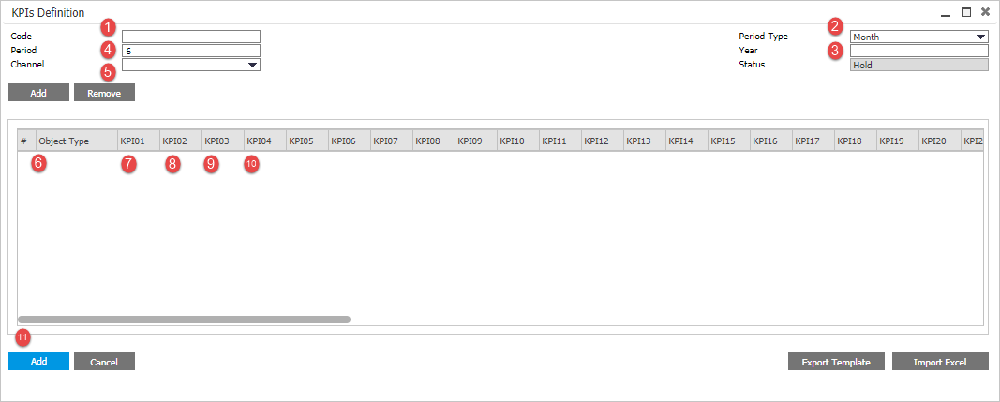 KPIs Definition
Code 1 2 Period Type Month
Period 4 6 3 Year
Channel 5 Status Hold
Add Remove
# Object Type KPI01 KPI02 KPI03 KPI04 KPI05 KPI06 KPI07 KPI08 KPI09 KPI10 KPI11 KPI12 KPI13 KPI14 KPI15 KPI16 KPI17 KPI18 KPI19 KPI20 KPI2
6 7 8 9 10
11
Add Cancel Export Template Import Excel